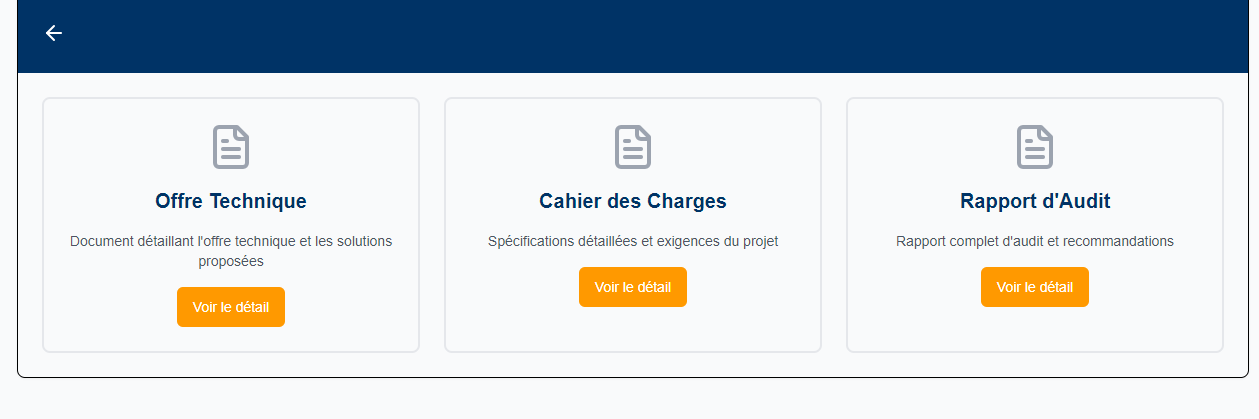 Offre Technique
Document détaillant l'offre technique et les solutions
proposées
Voir le détail
Cahier des Charges
Spécifications détaillées et exigences du projet
Voir le détail
Rapport d'Audit
Rapport complet d'audit et recommandations
Voir le détail